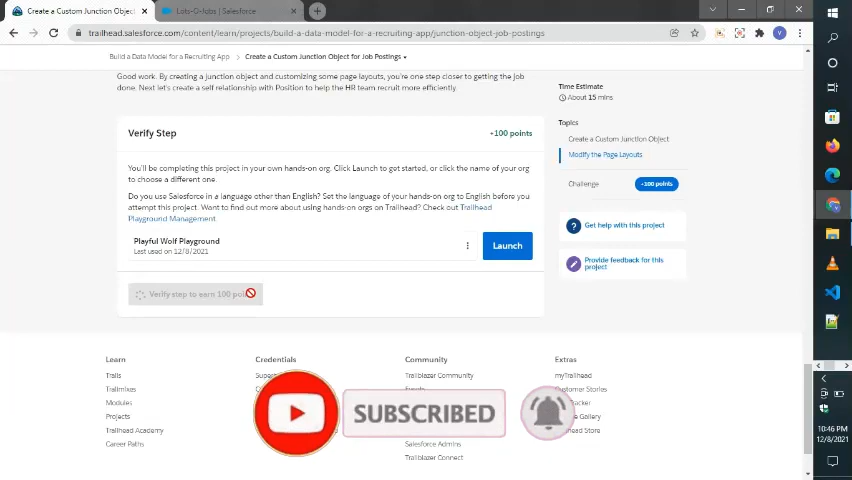 Create a Custom Junction Object
Lots-O-Jobs | Salesforce
trailhead.salesforce.com/content/learn/projects/build-a-data-model-for-a-recruiting-app/junction-object-job-postings
V
Build a Data Model for a Recruiting App > Create a Custom Junction Object for Job Postings
Good work. By creating a junction object and customizing some page layouts, you're one step closer to getting the job
done. Next let's create a self relationship with Position to help the HR team recruit more efficiently.
Time Estimate
About 15 mins
Topics
Create a Custom Junction Object
Modify the Page Layouts
Challenge
+100 points
Get help with this project
Provide feedback for this
project
Verify Step
+100 points
You'll be completing this project in your own hands-on org. Click Launch to get started, or click the name of your org
to choose a different one.
Do you use Salesforce in a language other than English? Set the language of your hands-on org to English before you
attempt this project. Want to find out more about using hands-on orgs on Trailhead? Check out Trailhead
Playground Management.
Playful Wolf Playground
Last used on 12/8/2021
Launch
Verify step to earn 100
Learn
Trails
Trailmixes
Modules
Projects
Trailhead Academy
Career Paths
Credentials
Community
Trailblazer Community
Salesforce Admins
Trailblazer Connect
Extras
myTrailhead
Customer Stories
Gallery
Store
SUBSCRIBED
10:46 PM
12/8/2021